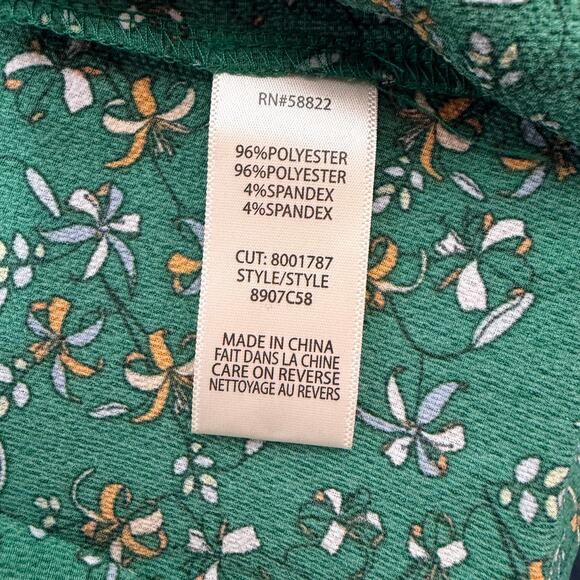 RN#58822
96%POLYESTER
96%POLYESTER
4%SPANDEX
4%SPANDEX
CUT: 8001787
STYLE/STYLE
8907C58
MADE IN CHINA
FAIT DANS LA CHINE
CARE ON REVERSE
NETTOYAGE AU REVERS